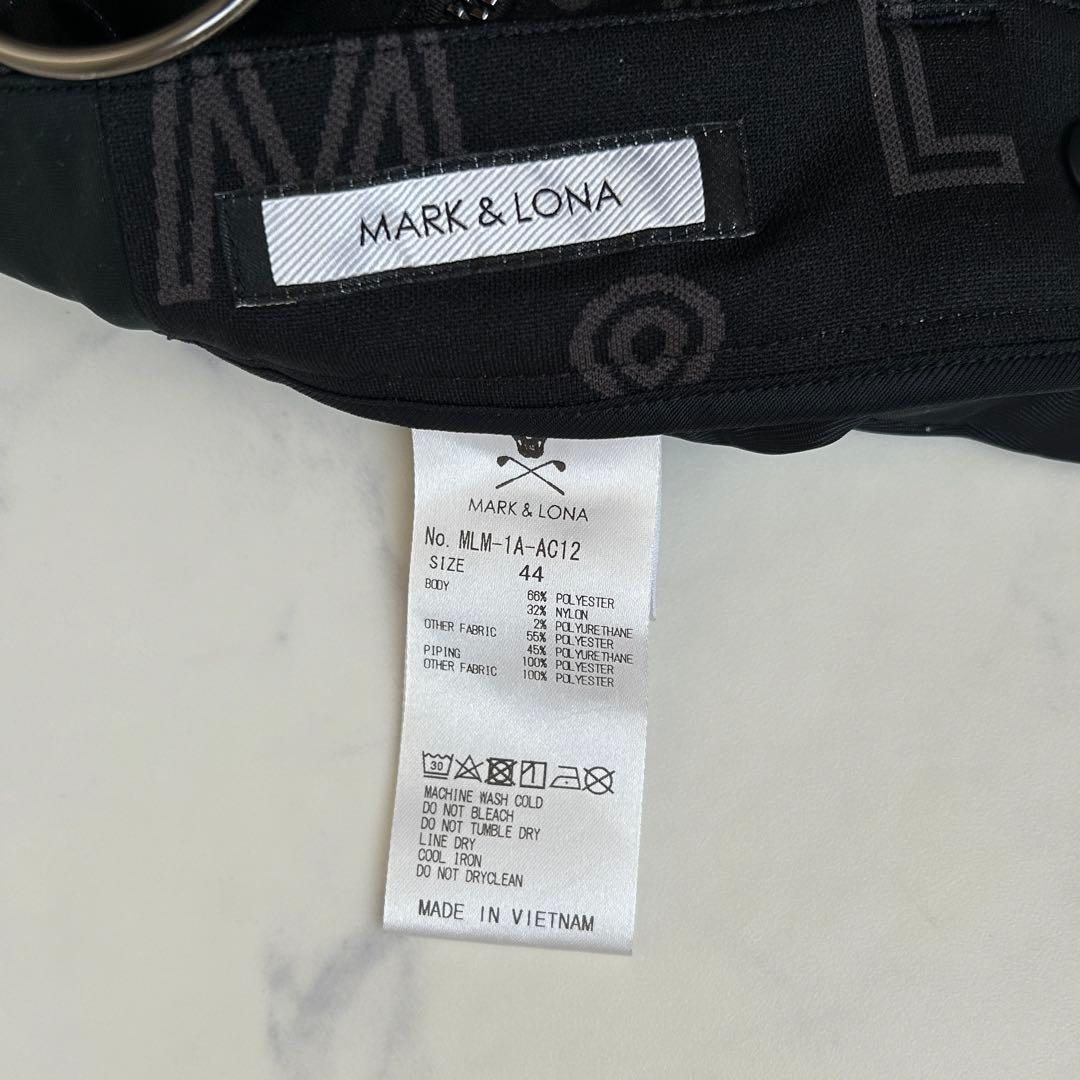 M L
MARK & LONA
MARK & LONA
No. MLM-1A-AC12
SIZE 44
BODY 66% POLYESTER
32% NYLON
2% POLYURETHANE
OTHER FABRIC 55% POLYESTER
45% POLYURETHANE
PIPING 100% POLYESTER
OTHER FABRIC 100% POLYESTER
30
MACHINE WASH COLD
DO NOT BLEACH
DO NOT TUMBLE DRY
LINE DRY
COOL IRON
DO NOT DRYCLEAN
MADE IN VIETNAM